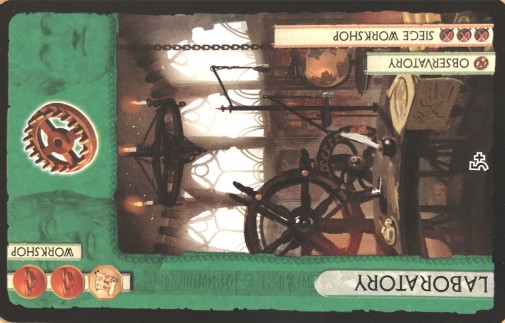 WORKSHOP
LABORATORY
OBSERVATORY
SIEGE WORKSHOP
5+